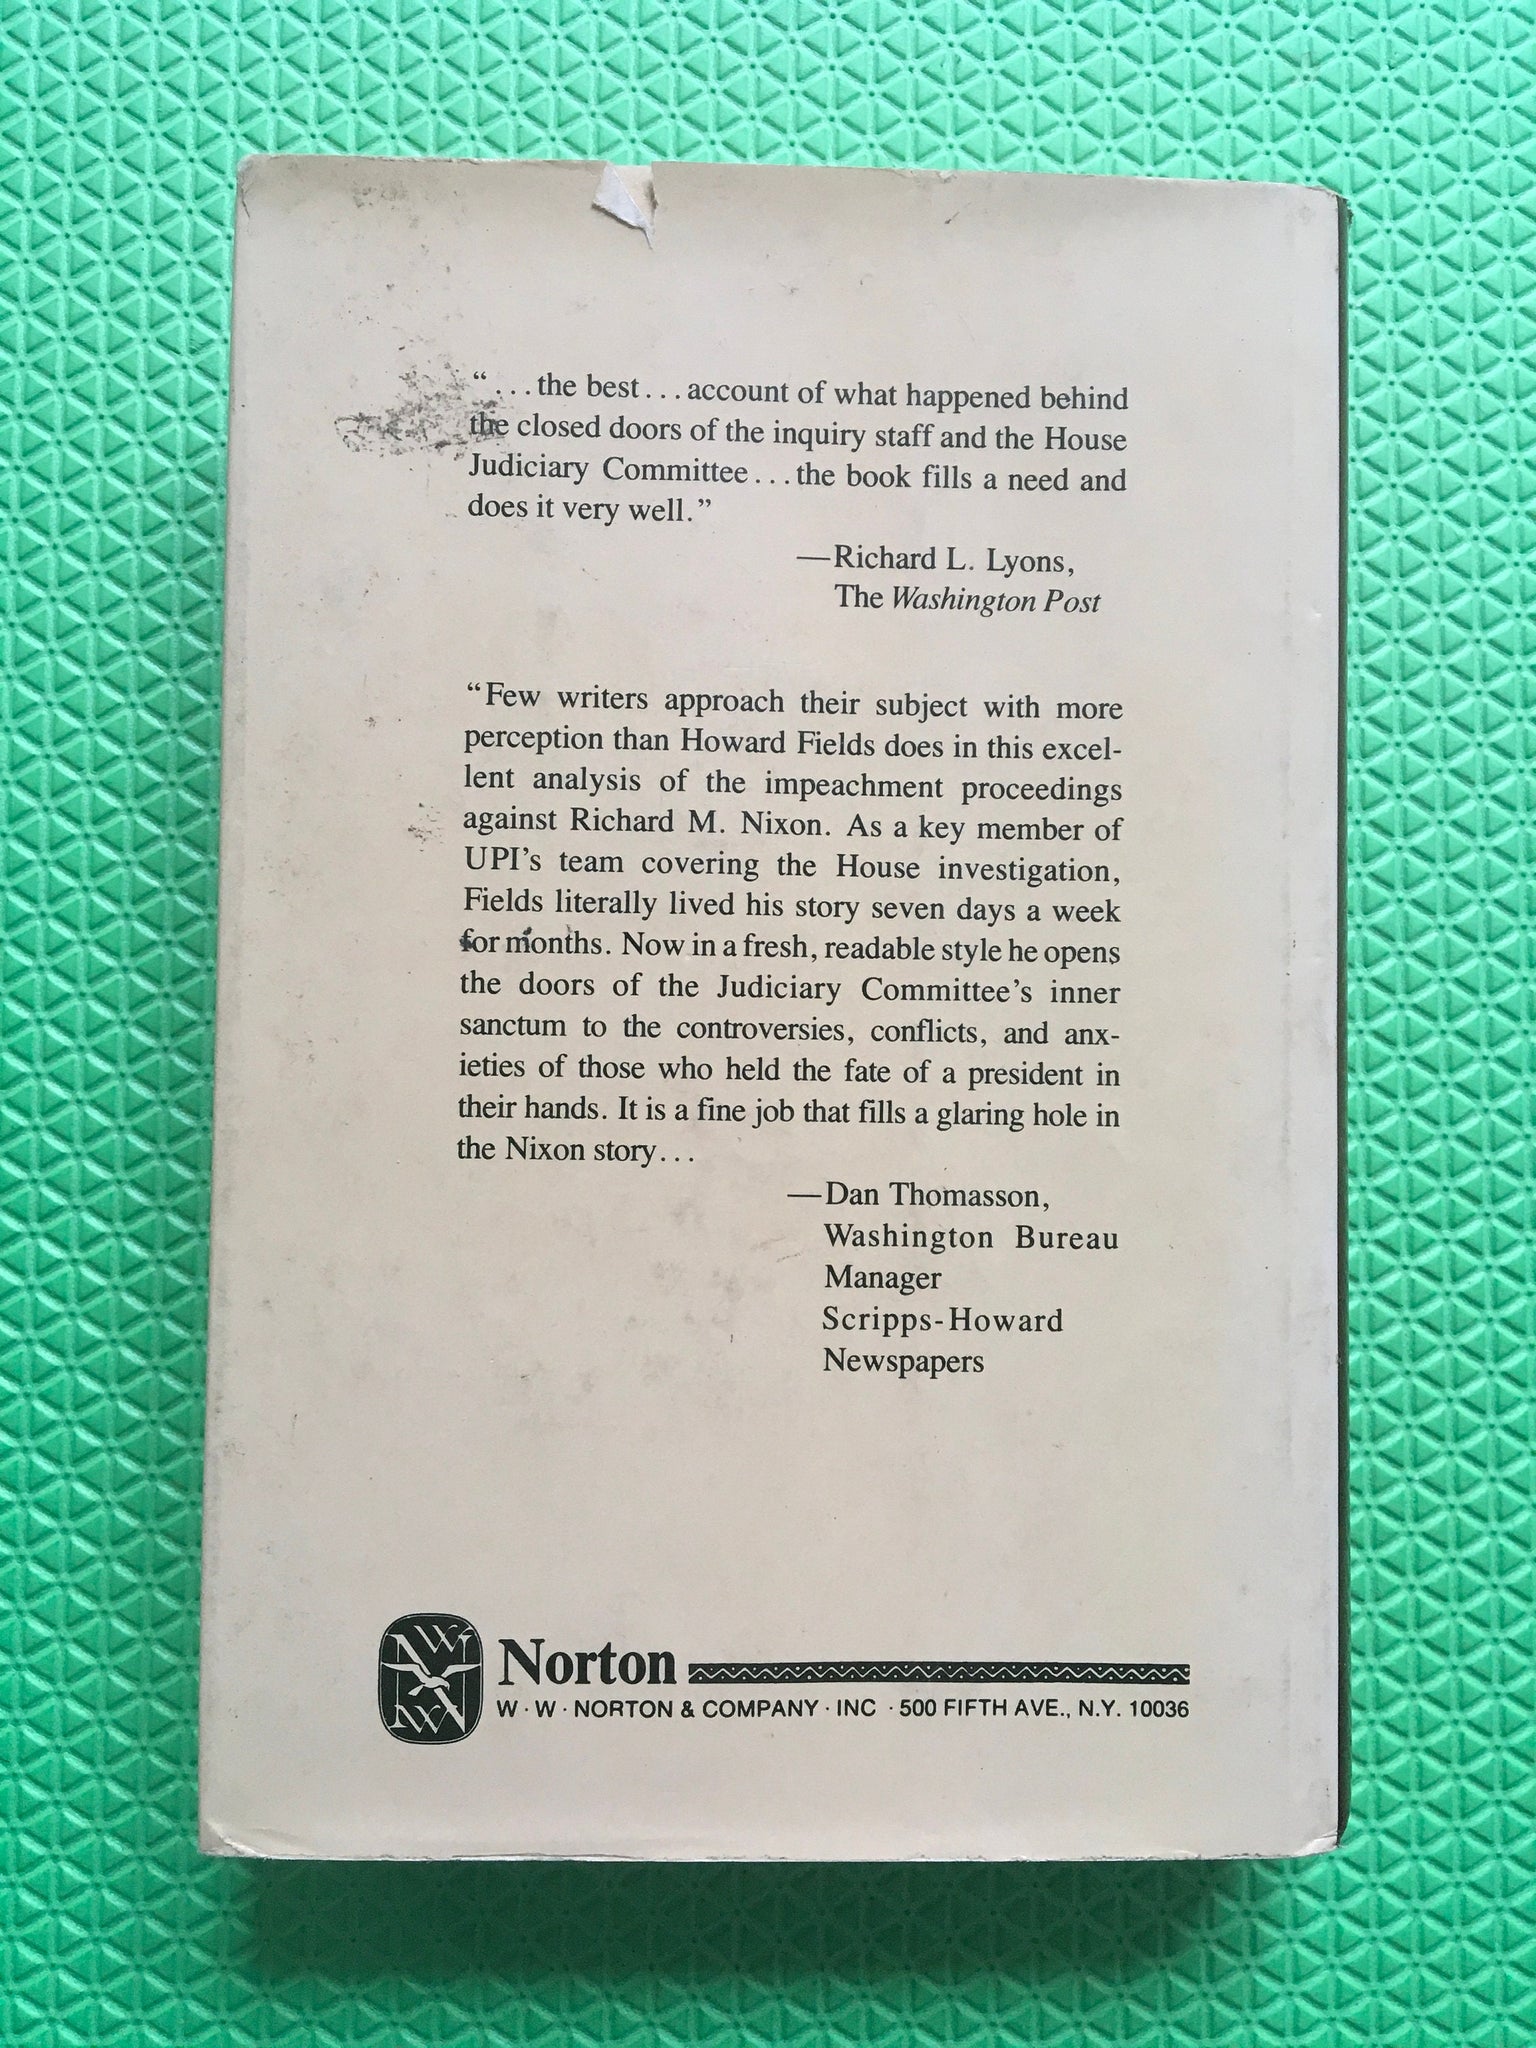 “...the best...account of what happened behind
the closed doors of the inquiry staff and the House
Judiciary Committee...the book fills a need and
does it very well.”
—Richard L. Lyons,
The Washington Post
“Few writers approach their subject with more
perception than Howard Fields does in this excel-
lent analysis of the impeachment proceedings
against Richard M. Nixon. As a key member of
UPI’s team covering the House investigation,
Fields literally lived his story seven days a week
for months. Now in a fresh, readable style he opens
the doors of the Judiciary Committee’s inner
sanctum to the controversies, conflicts, and anx-
ieties of those who held the fate of a president in
their hands. It is a fine job that fills a glaring hole in
the Nixon story...
—Dan Thomasson,
Washington Bureau
Manager
Scripps-Howard
Newspapers
Norton
W · W · NORTON & COMPANY · INC · 500 FIFTH AVE., N.Y. 10036